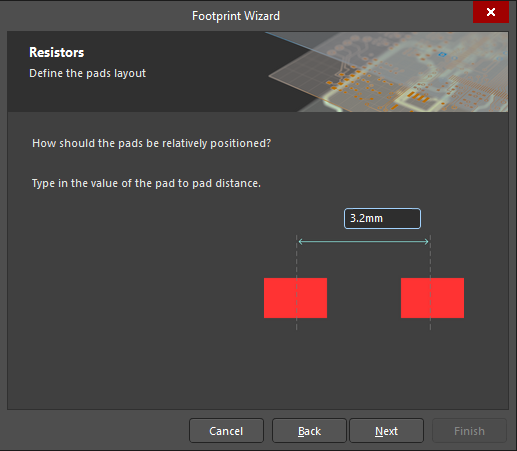 Footprint Wizard
Resistors
Define the pads layout
How should the pads be relatively positioned?
Type in the value of the pad to pad distance.
3.2mm
Cancel
Back
Next
Finish